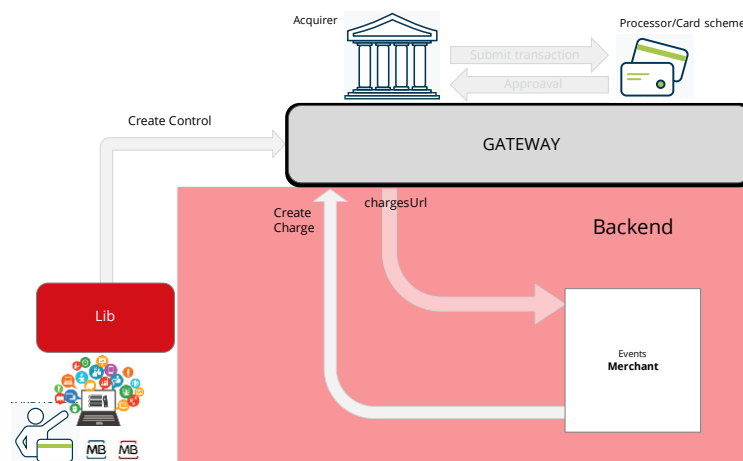 Acquirer
Processor/Card scheme
Submit transaction
Approaval
Create Control
GATEWAY
chargesUrl
Create
Charge
Backend
Lib
Events
Merchant
MB
MB